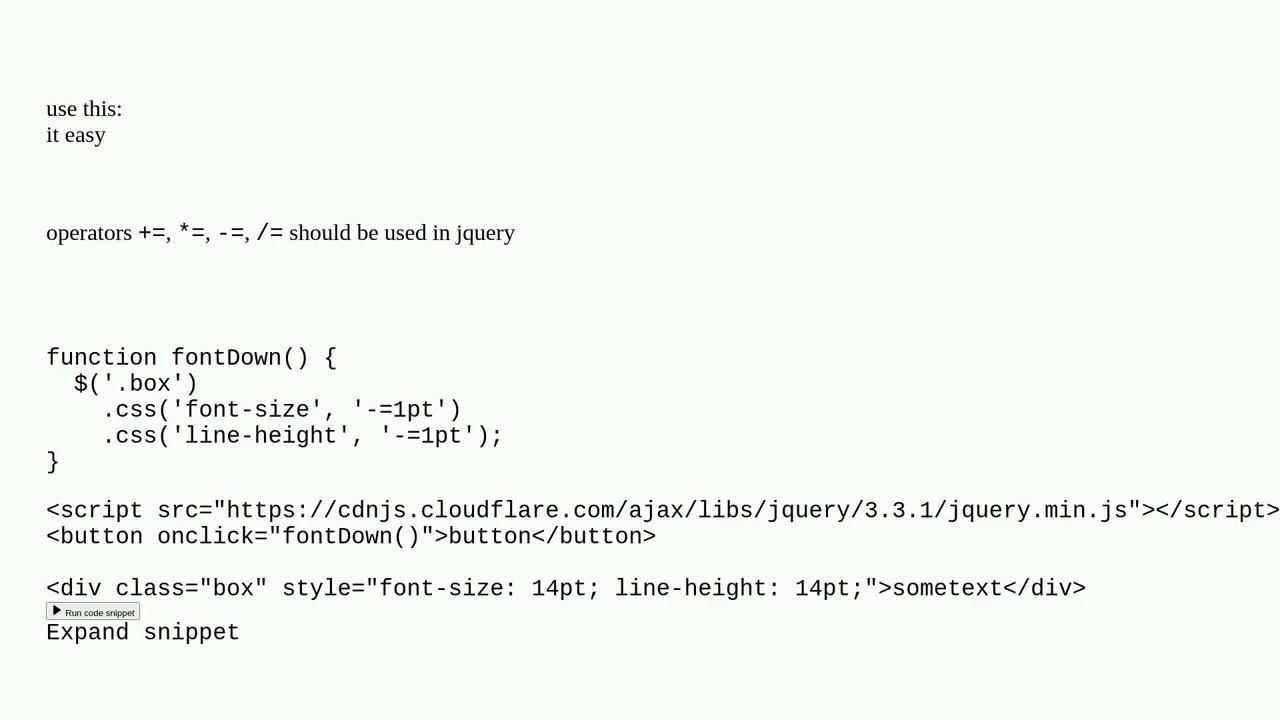 use this:
it easy
operators +=, *=, -=, /= should be used in jquery
function fontDown() {
  $('.box')
    .css('font-size', '-=1pt')
    .css('line-height', '-=1pt');
}
<script src="https://cdnjs.cloudflare.com/ajax/libs/jquery/3.3.1/jquery.min.js"></script>
<button onclick="fontDown()">button</button>
<div class="box" style="font-size: 14pt; line-height: 14pt;">sometext</div>
Run code snippet
Expand snippet